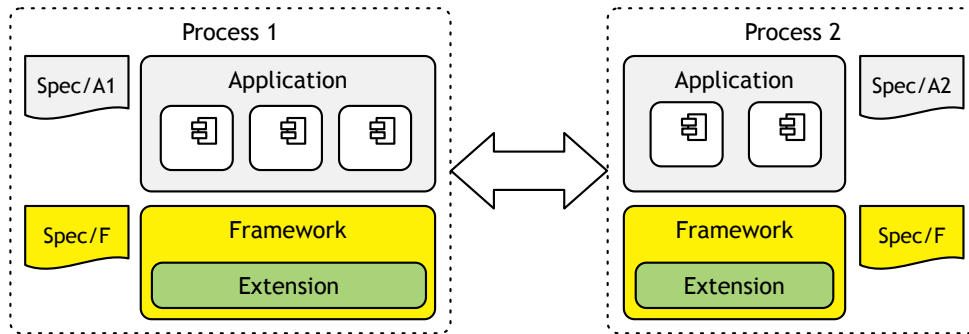 Process 1
Spec/A1
Application
Spec/F
Framework
Extension
Process 2
Application
Spec/A2
Framework
Spec/F
Extension